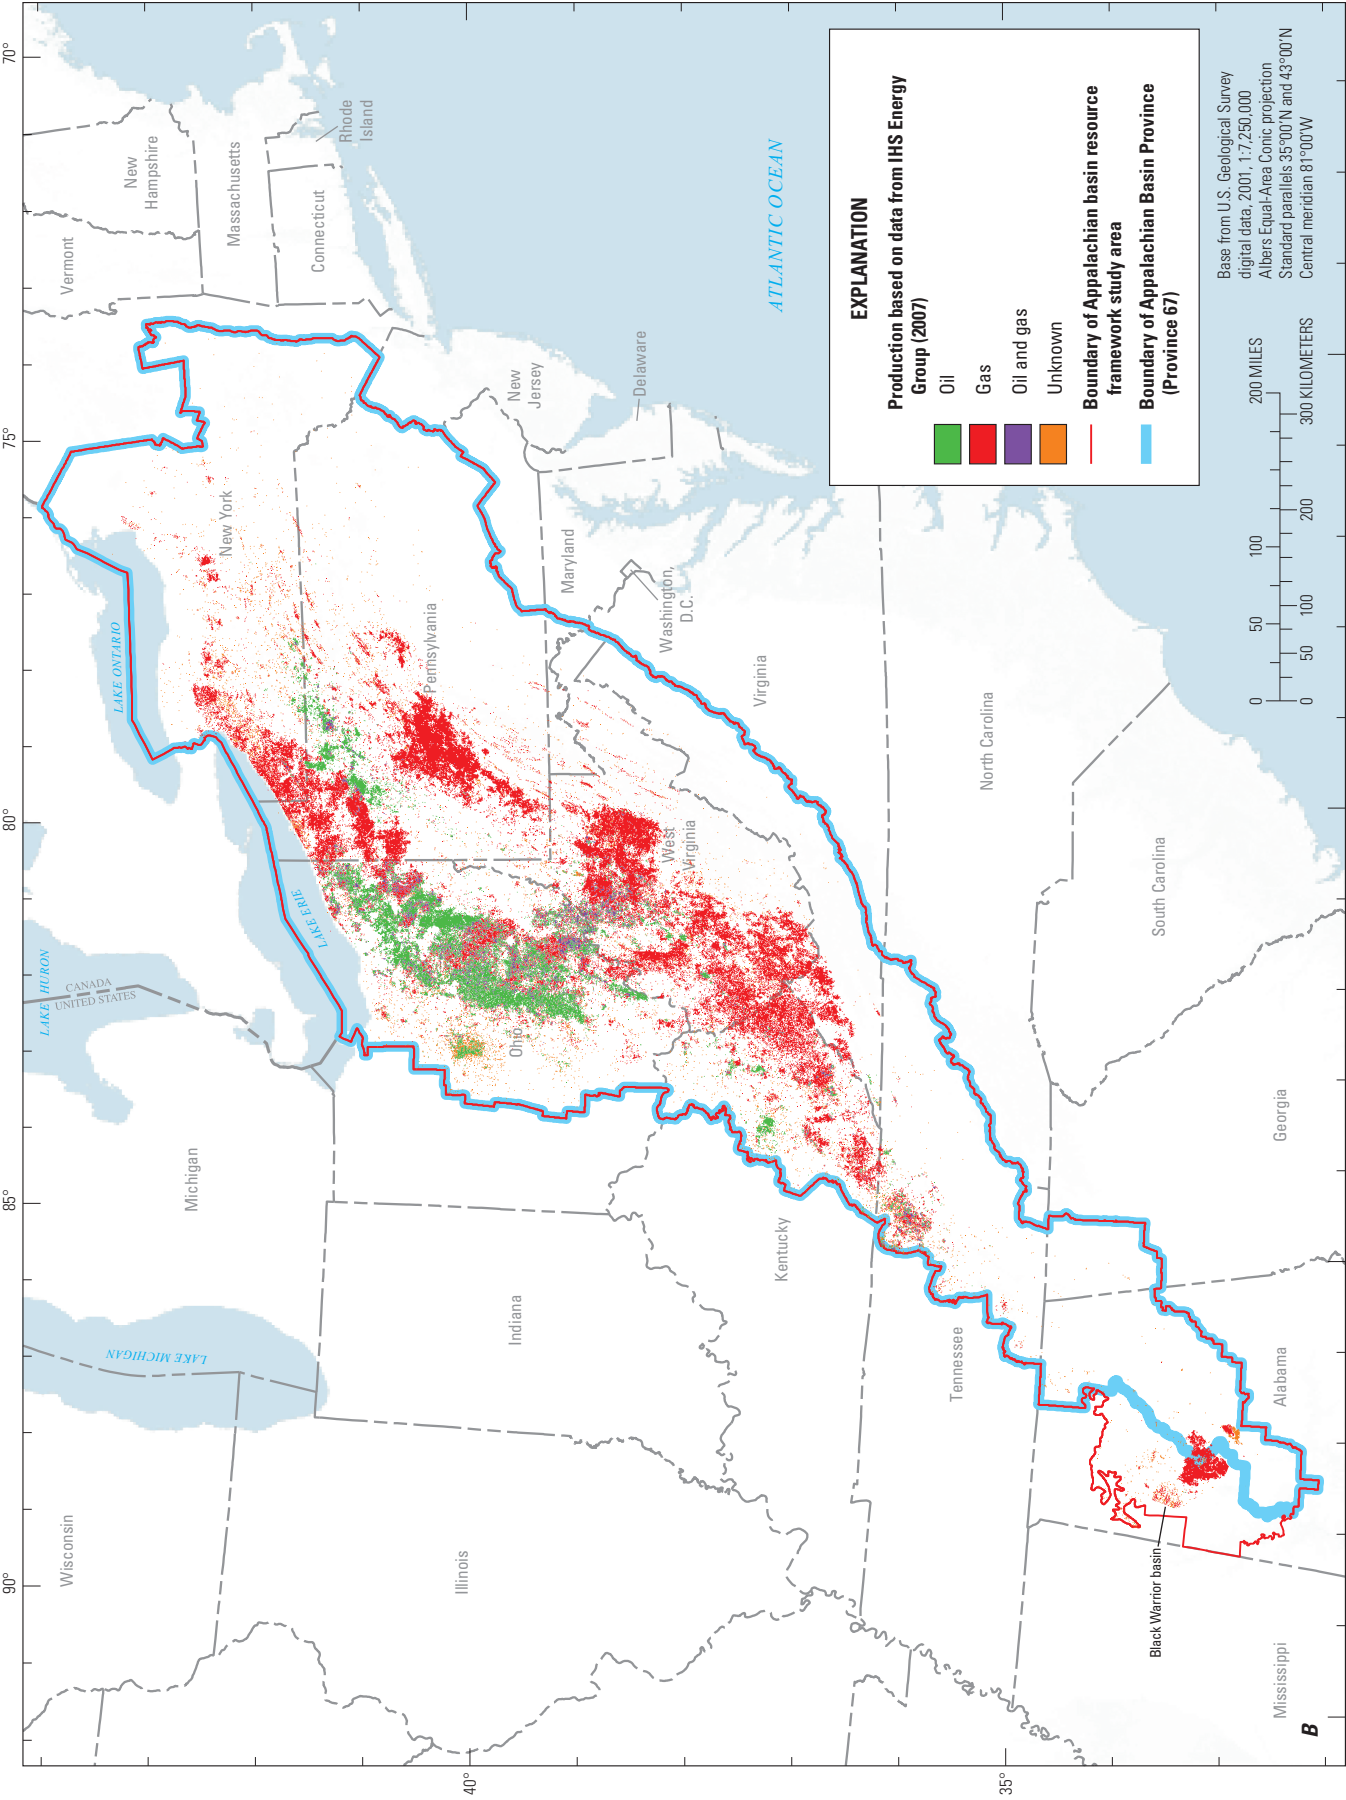 90°
85°
80°
75°
70°
40°
35°
Wisconsin
LAKE MICHIGAN
Michigan
LAKE HURON
CANADA
UNITED STATES
LAKE ERIE
LAKE ONTARIO
Vermont
New
Hampshire
Massachusetts
Connecticut
Rhode
Island
New York
Pennsylvania
New
Jersey
Delaware
Maryland
Washington,
D.C.
Illinois
Indiana
Ohio
West
Virginia
Virginia
Kentucky
Tennessee
North Carolina
South Carolina
Georgia
Alabama
Mississippi
Black Warrior basin
ATLANTIC OCEAN
EXPLANATION
Production based on data from IHS Energy
Group (2007)
Oil
Gas
Oil and gas
Unknown
Boundary of Appalachian basin resource
framework study area
Boundary of Appalachian Basin Province
(Province 67)
0 50 100 200 MILES
0 50 100 200 300 KILOMETERS
Base from U.S. Geological Survey
digital data, 2001, 1:7,250,000
Albers Equal-Area Conic projection
Standard parallels 35°00'N and 43°00'N
Central meridian 81°00'W
B